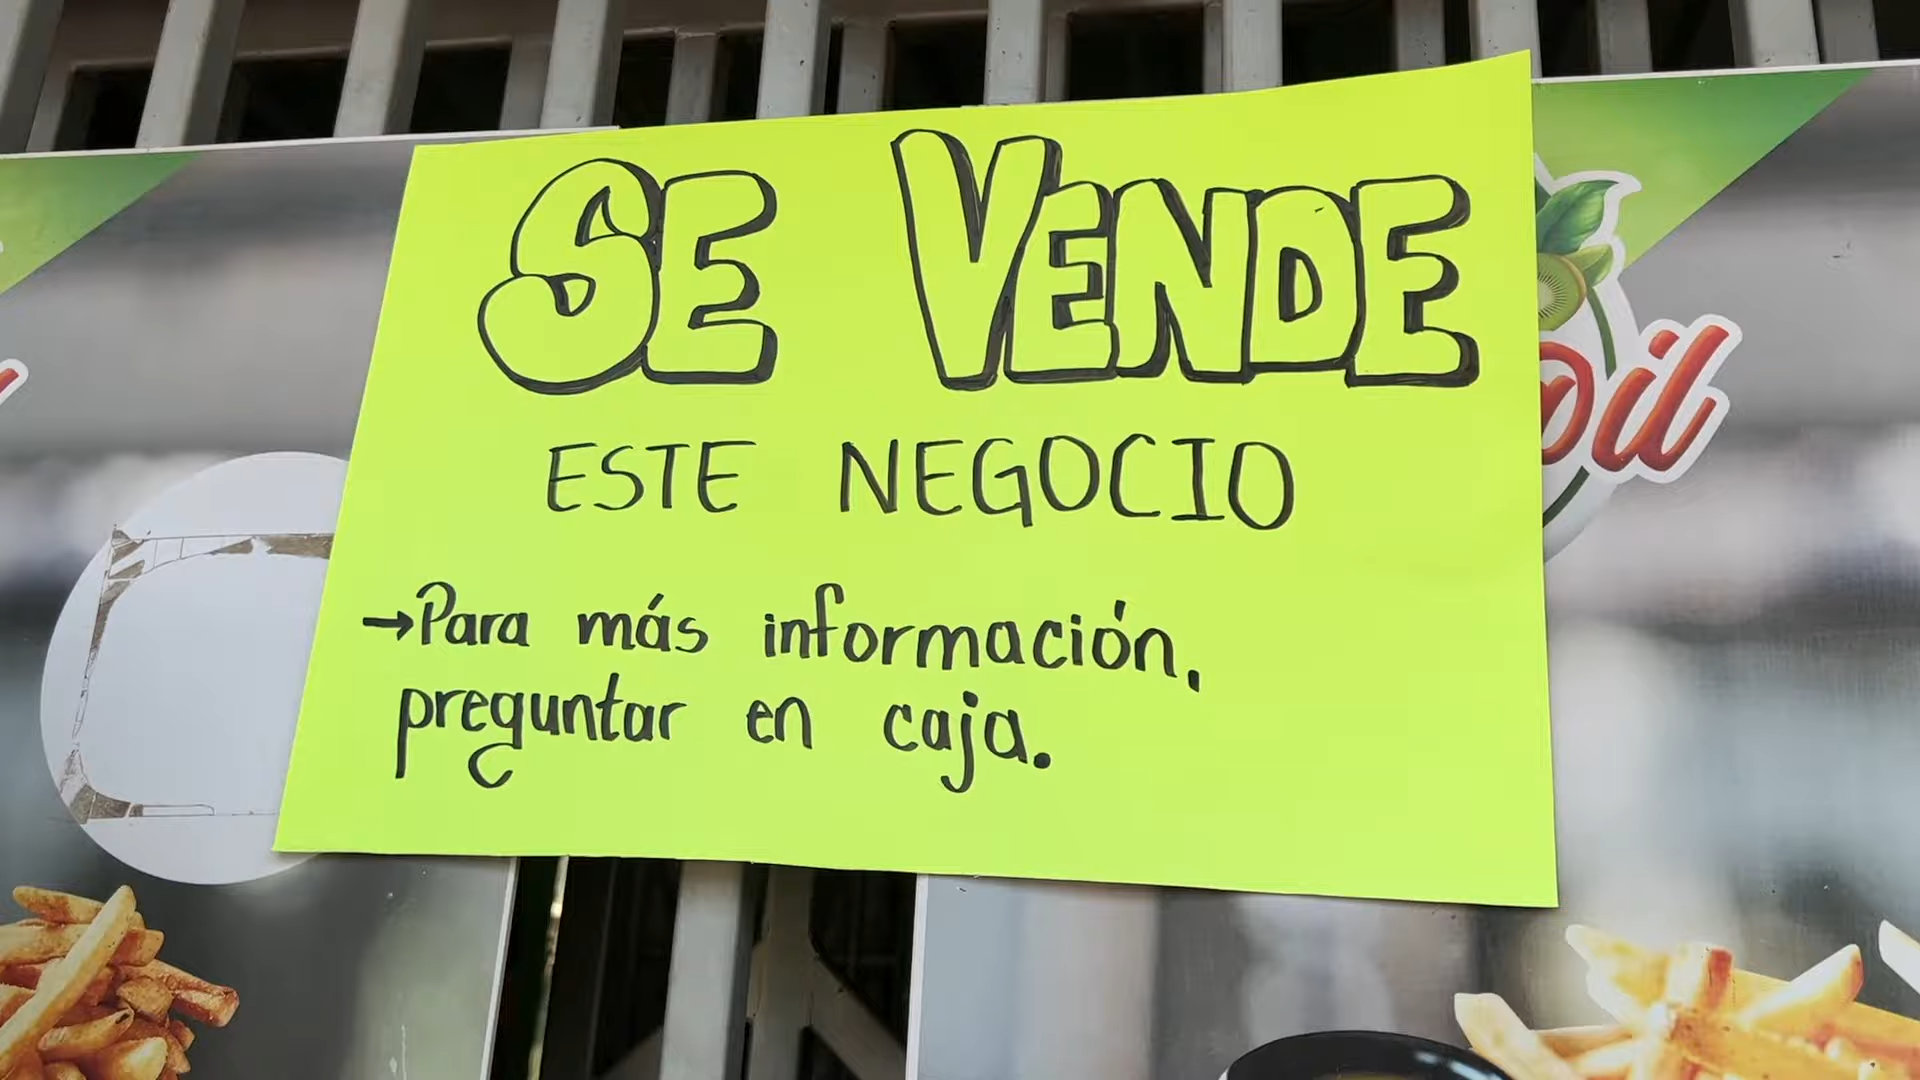 SE VENDE
ESTE NEGOCIO
→Para más información,
preguntar en caja.